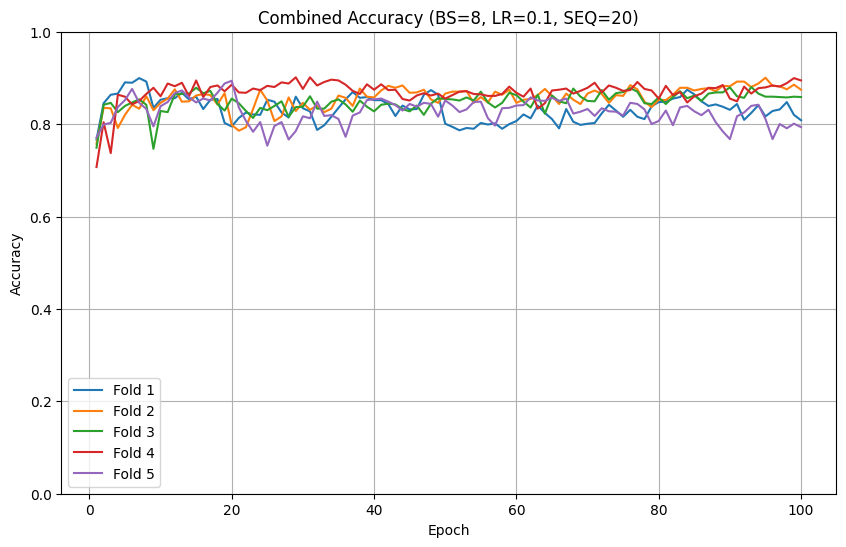 Combined Accuracy (BS=8, LR=0.1, SEQ=20)
1.0
0.8
0.6
0.4
0.2
0.0
Accuracy
Fold 1
Fold 2
Fold 3
Fold 4
Fold 5
0 20 40 60 80 100
Epoch